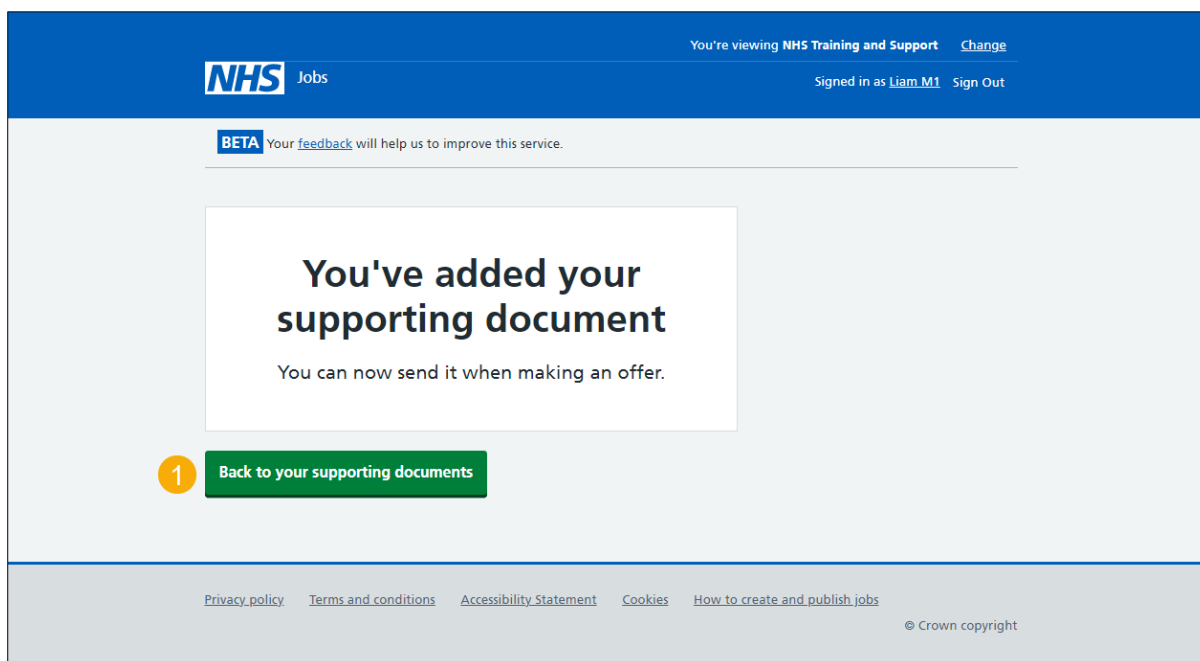 You're viewing NHS Training and Support Change
NHS Jobs
Signed in as Liam M1 Sign Out
BETA Your feedback will help us to improve this service.
You've added your
supporting document
You can now send it when making an offer.
1 Back to your supporting documents
Privacy policy Terms and conditions Accessibility Statement Cookies How to create and publish jobs
© Crown copyright